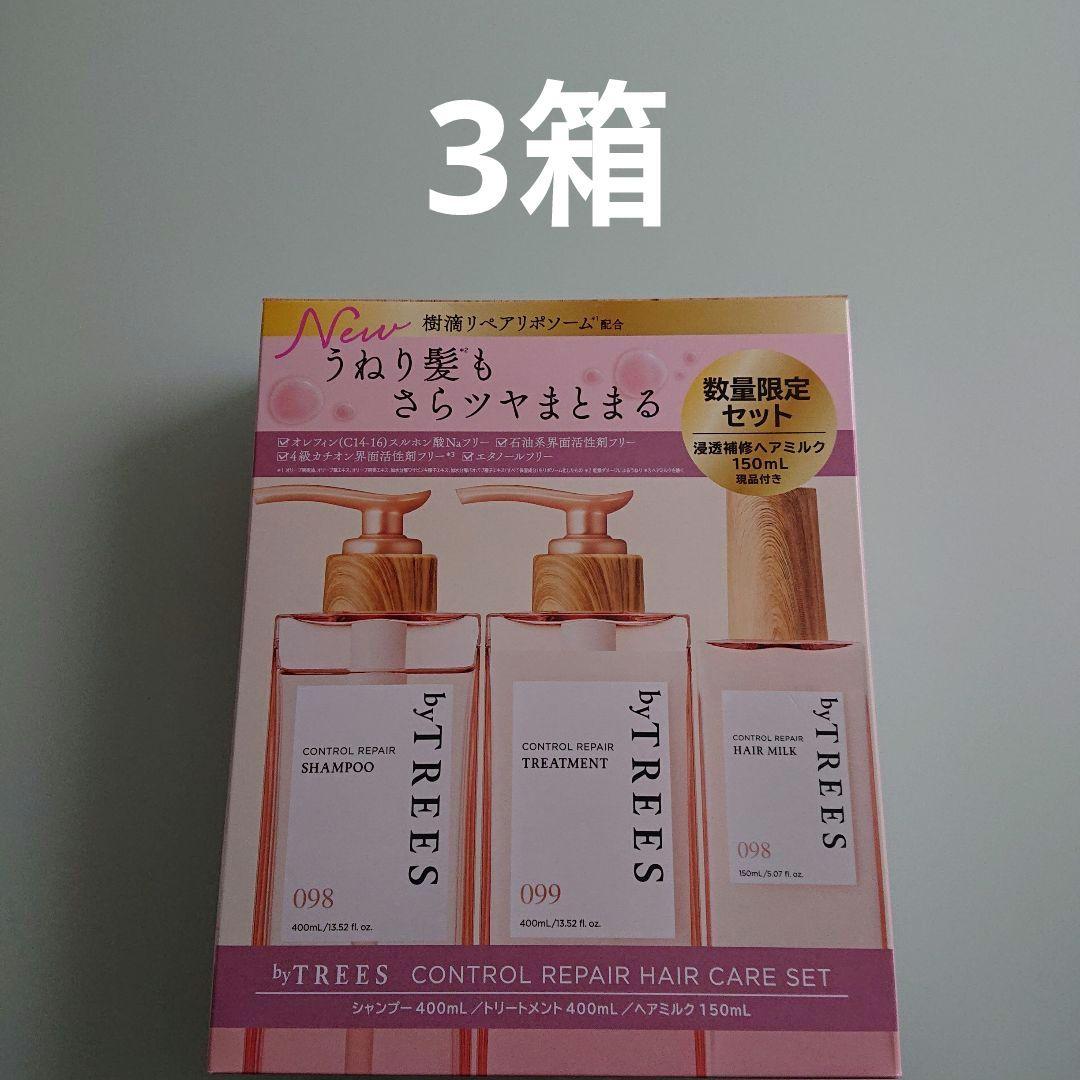 3箱
New 樹滴リペアリポソーム*1配合
うねり髪*2も
さらツヤまとまる
数量限定
セット
浸透補修ヘアミルク
150mL
現品付き
☑オレフィン(C14-16)スルホン酸Naフリー ☑石油系界面活性剤フリー
☑4級カチオン界面活性剤フリー*3 ☑エタノールフリー
CONTROL REPAIR
SHAMPOO
byTREES
098
400mL/13.52 fl. oz.
CONTROL REPAIR
TREATMENT
byTREES
099
400mL/13.52 fl. oz.
CONTROL REPAIR
HAIR MILK
byTREES
098
150mL/5.07 fl. oz.
byTREES CONTROL REPAIR HAIR CARE SET
シャンプー400mL／トリートメント400mL／ヘアミルク150mL